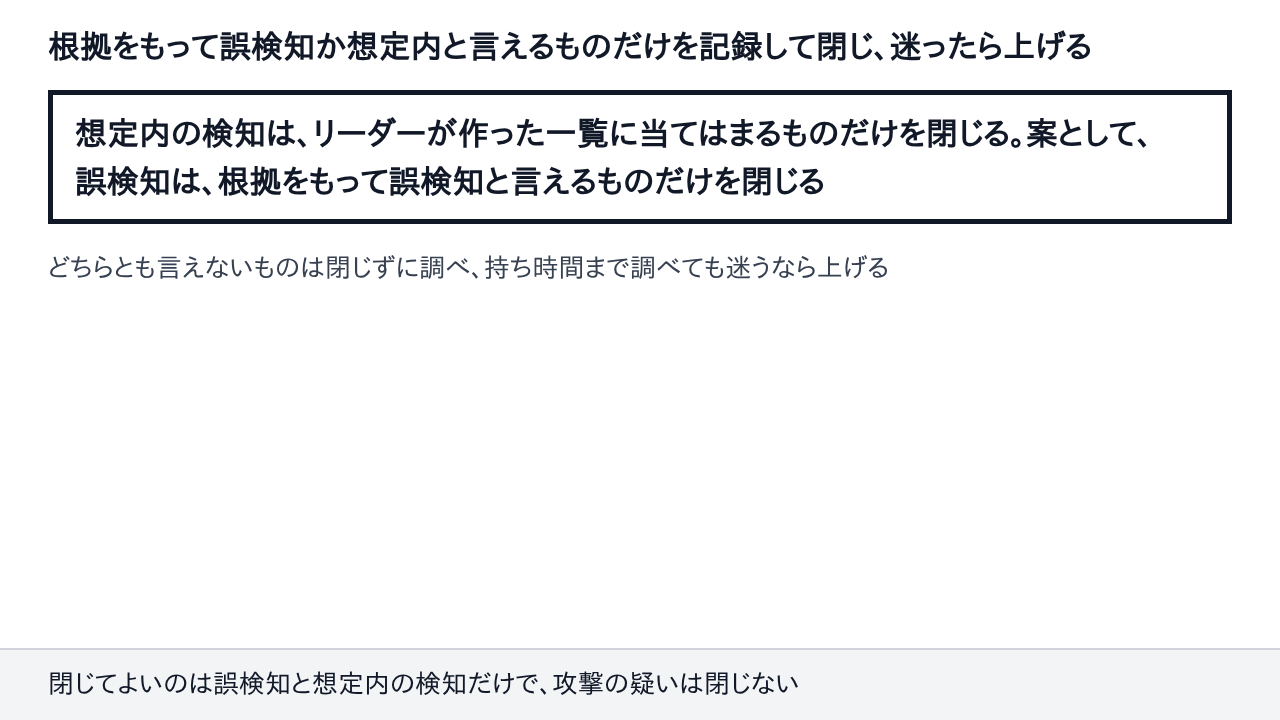 根拠をもって誤検知か想定内と言えるものだけを記録して閉じ、迷ったら上げる
想定内の検知は、リーダーが作った一覧に当てはまるものだけを閉じる。案として、
誤検知は、根拠をもって誤検知と言えるものだけを閉じる
どちらとも言えないものは閉じずに調べ、持ち時間まで調べても迷うなら上げる
閉じてよいのは誤検知と想定内の検知だけで、攻撃の疑いは閉じない